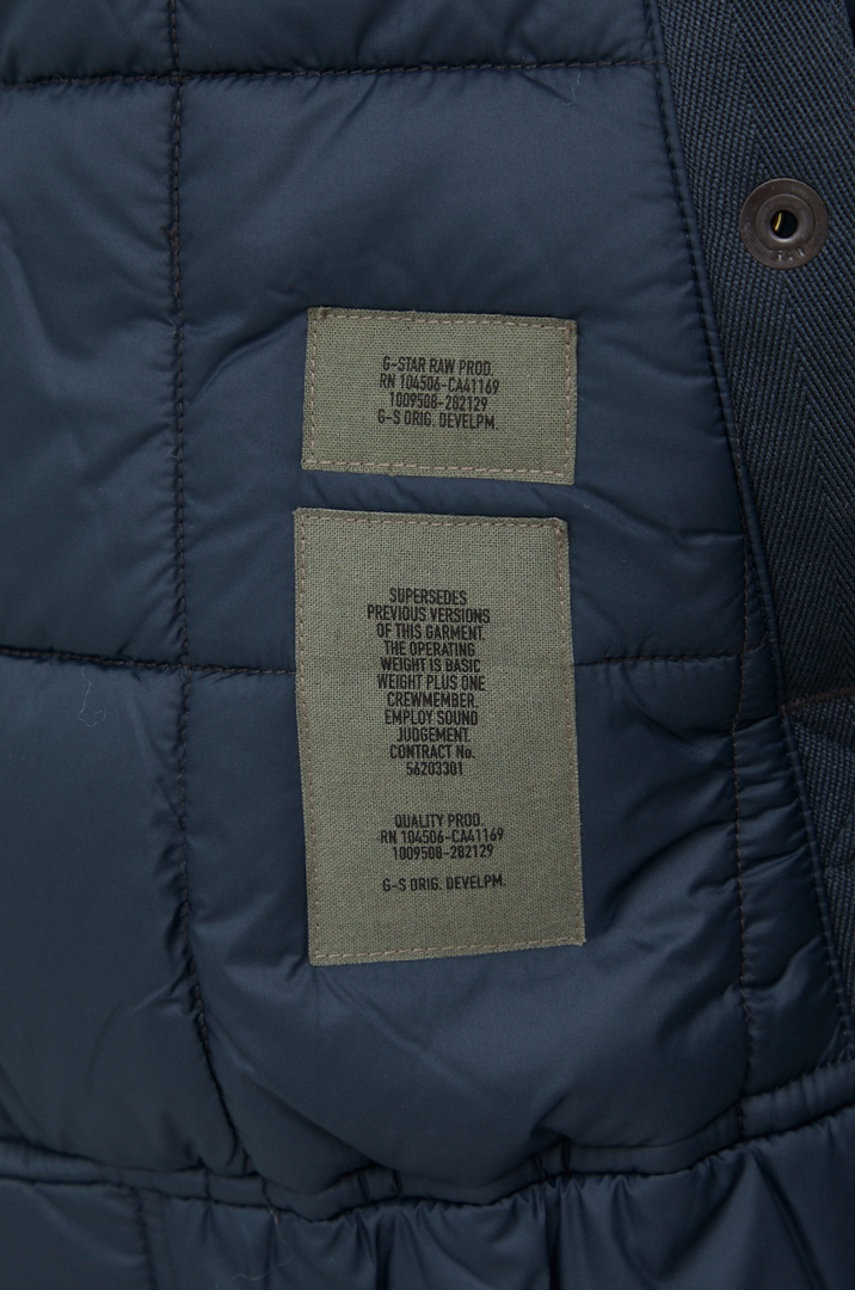 RAW
G-STAR RAW PROD.
RN 104506-CA41169
1009508-282129
G-S ORIG. DEVELPM.
SUPERSEDES
PREVIOUS VERSIONS
OF THIS GARMENT.
THE OPERATING
WEIGHT IS BASIC
WEIGHT PLUS ONE
CREWMEMBER.
EMPLOY SOUND
JUDGEMENT.
CONTRACT No.
56203301
QUALITY PROD.
RN 104506-CA41169
1009508-282129
G-S ORIG. DEVELPM.